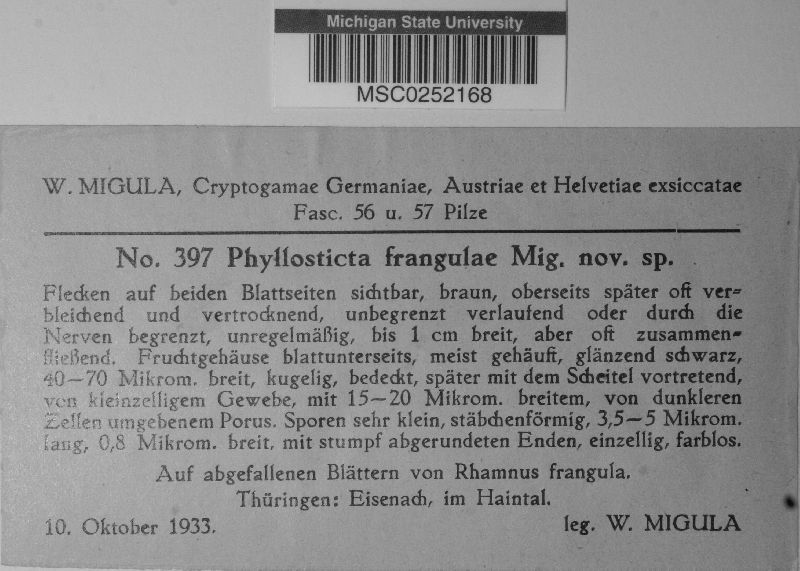 Michigan State University
MSC0252168
W. MIGULA, Cryptogamae Germaniae, Austriae et Helvetiae exsiccatae
Fasc. 56 u. 57 Pilze
No. 397 Phyllosticta frangulae Mig. nov. sp.
Flecken auf beiden Blattseiten sichtbar, braun, oberseits später oft ver=
bleichend und vertrocknend, unbegrenzt verlaufend oder durch die
Nerven begrenzt, unregelmäßig, bis 1 cm breit, aber oft zusammen=
fließend. Fruchtgehäuse blattunterseits, meist gehäuft, glänzend schwarz,
40—70 Mikrom. breit, kugelig, bedeckt, später mit dem Scheitel vortretend,
von kleinzelligem Gewebe, mit 15—20 Mikrom. breitem, von dunkleren
Zellen umgebenem Porus. Sporen sehr klein, stäbchenförmig, 3,5—5 Mikrom.
lang, 0,8 Mikrom. breit, mit stumpf abgerundeten Enden, einzellig, farblos.
Auf abgefallenen Blättern von Rhamnus frangula.
Thüringen: Eisenach, im Haintal.
10. Oktober 1933. leg. W. MIGULA